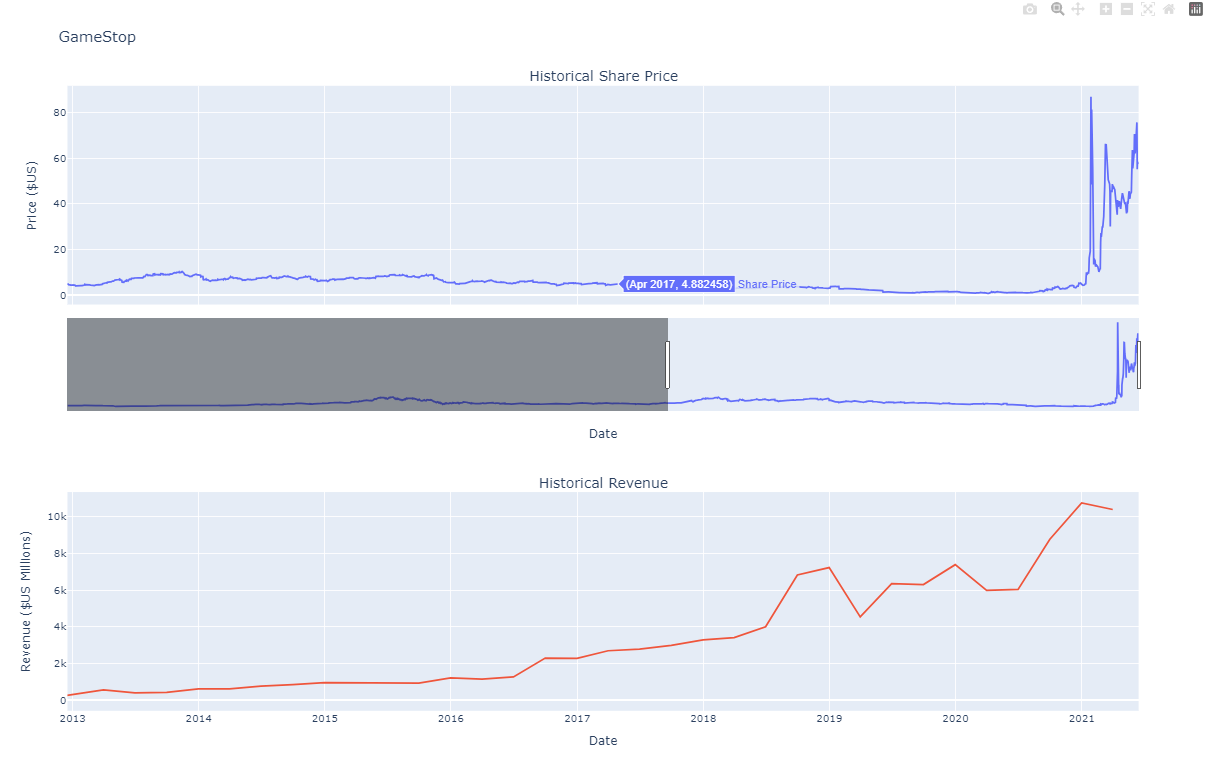 GameStop
Historical Share Price
80
60
40
20
0
Price ($US)
(Apr 2017, 4.882458) Share Price
Date
Historical Revenue
10k
8k
6k
4k
2k
0
Revenue ($US Millions)
2013 2014 2015 2016 2017 2018 2019 2020 2021
Date